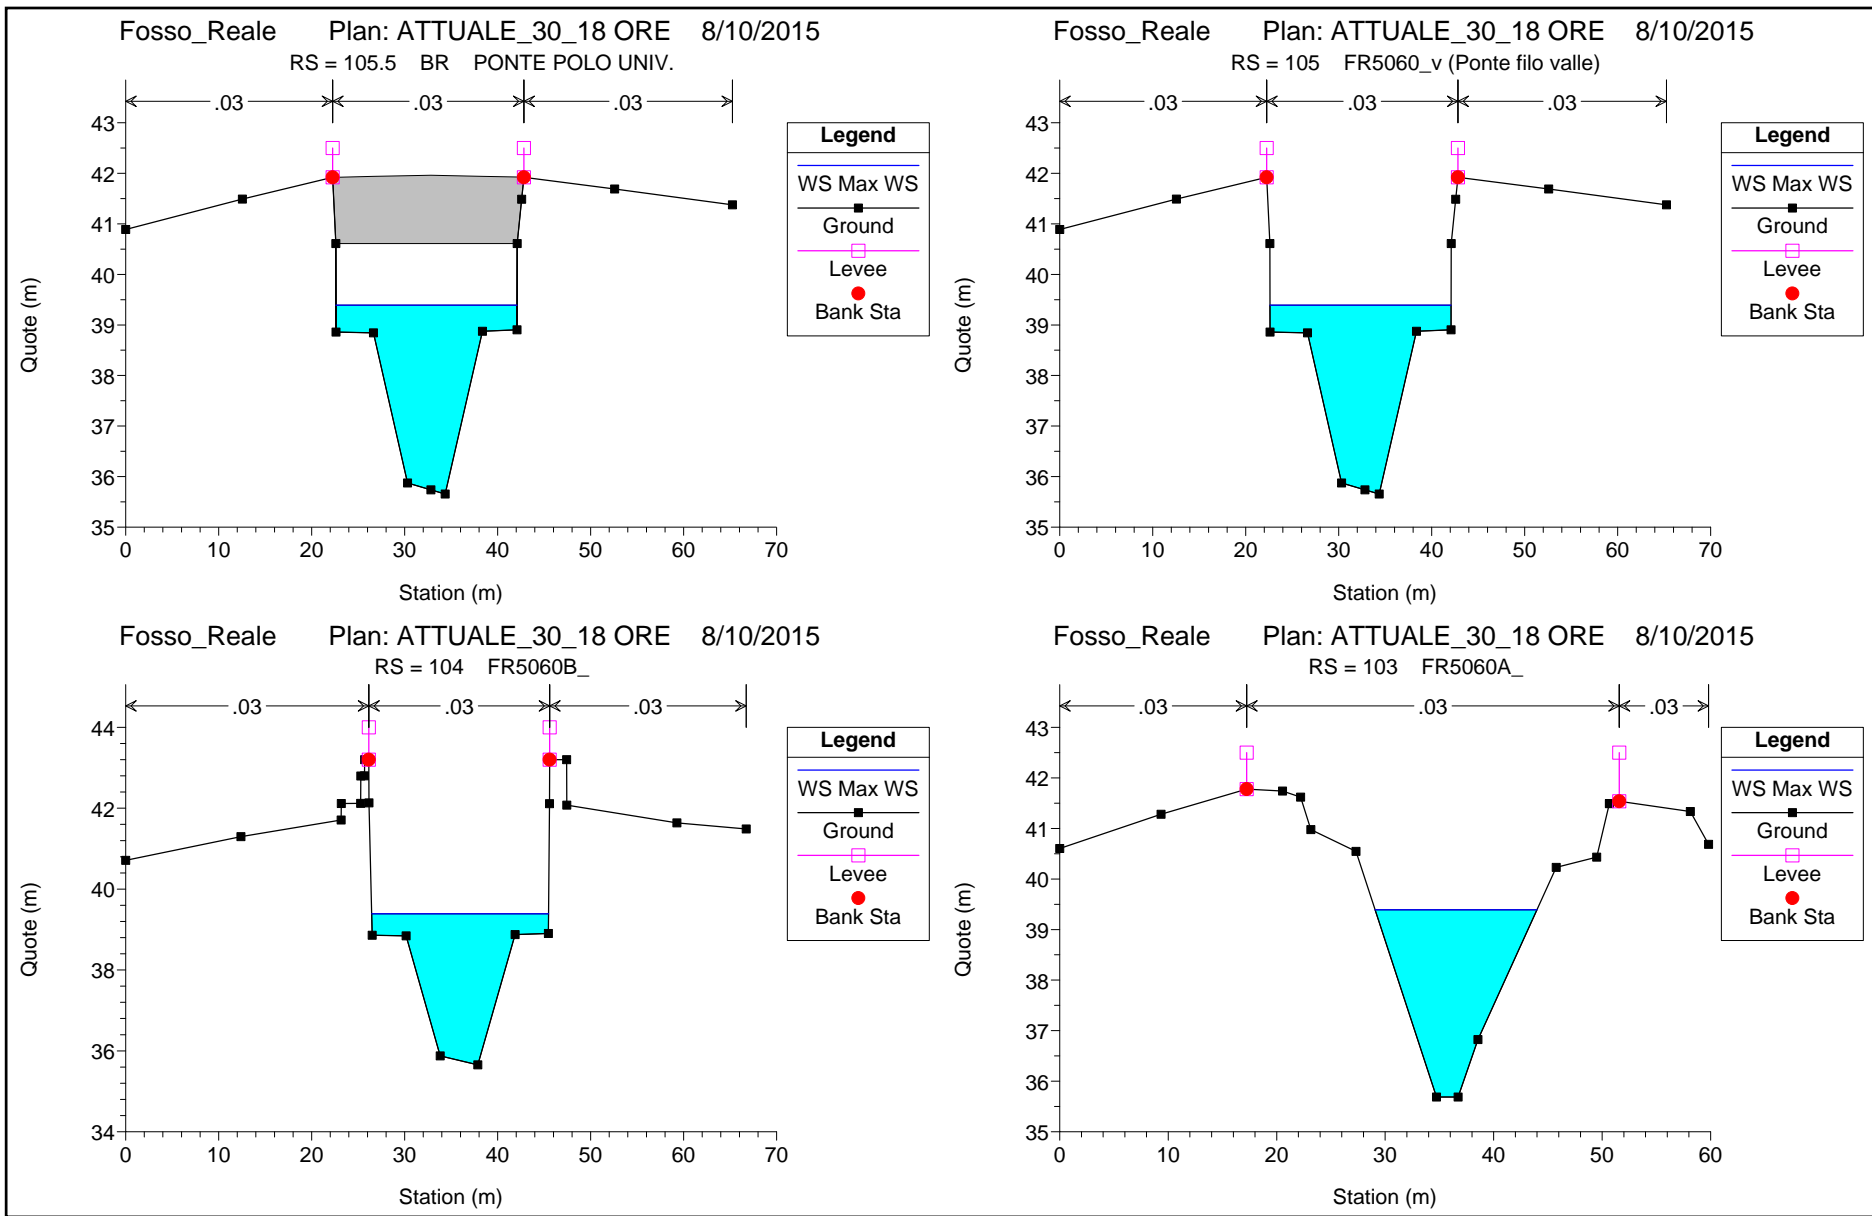 Fosso_Reale Plan: ATTUALE_30_18 ORE 8/10/2015
RS = 105.5 BR PONTE POLO UNIV.
.03 .03 .03
43
42
41
40
39
38
37
36
35
Quote (m)
0 10 20 30 40 50 60 70
Station (m)
Legend
WS Max WS
Ground
Levee
Bank Sta
Fosso_Reale Plan: ATTUALE_30_18 ORE 8/10/2015
RS = 105 FR5060_v (Ponte filo valle)
.03 .03 .03
43
42
41
40
39
38
37
36
35
Quote (m)
0 10 20 30 40 50 60 70
Station (m)
Legend
WS Max WS
Ground
Levee
Bank Sta
Fosso_Reale Plan: ATTUALE_30_18 ORE 8/10/2015
RS = 104 FR5060B_
.03 .03 .03
44
42
40
38
36
34
Quote (m)
0 10 20 30 40 50 60 70
Station (m)
Legend
WS Max WS
Ground
Levee
Bank Sta
Fosso_Reale Plan: ATTUALE_30_18 ORE 8/10/2015
RS = 103 FR5060A_
.03 .03 .03
43
42
41
40
39
38
37
36
35
Quote (m)
0 10 20 30 40 50 60
Station (m)
Legend
WS Max WS
Ground
Levee
Bank Sta